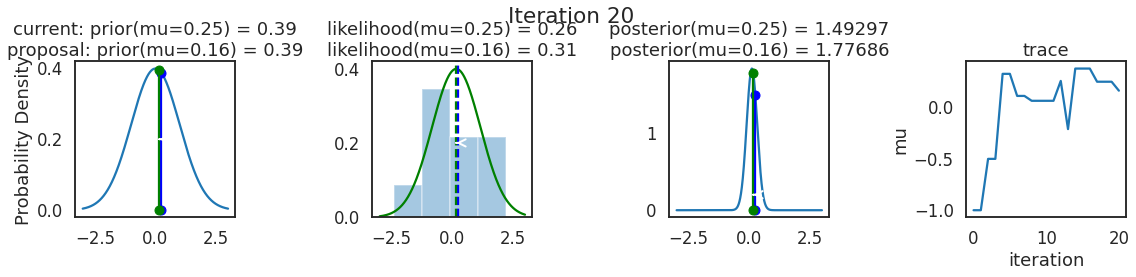 Iteration 20
current: prior(mu=0.25) = 0.39
proposal: prior(mu=0.16) = 0.39
likelihood(mu=0.25) = 0.26
likelihood(mu=0.16) = 0.31
posterior(mu=0.25) = 1.49297
posterior(mu=0.16) = 1.77686
trace
Probability Density
0.4
0.2
0.0
−2.5 0.0 2.5
0.4
0.2
0.0
−2.5 0.0 2.5
1
0
−2.5 0.0 2.5
mu
0.0
−0.5
−1.0
0 10 20
iteration